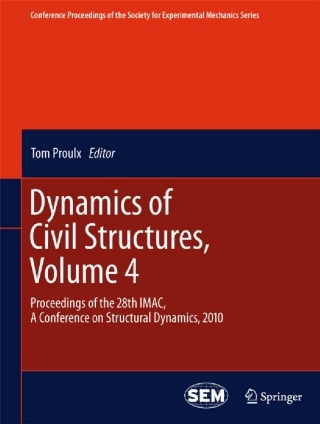 Conference Proceedings of the Society for Experimental Mechanics Series
Tom Proulx Editor
Dynamics of
Civil Structures,
Volume 4
Proceedings of the 28th IMAC,
A Conference on Structural Dynamics, 2010
SEM
Springer